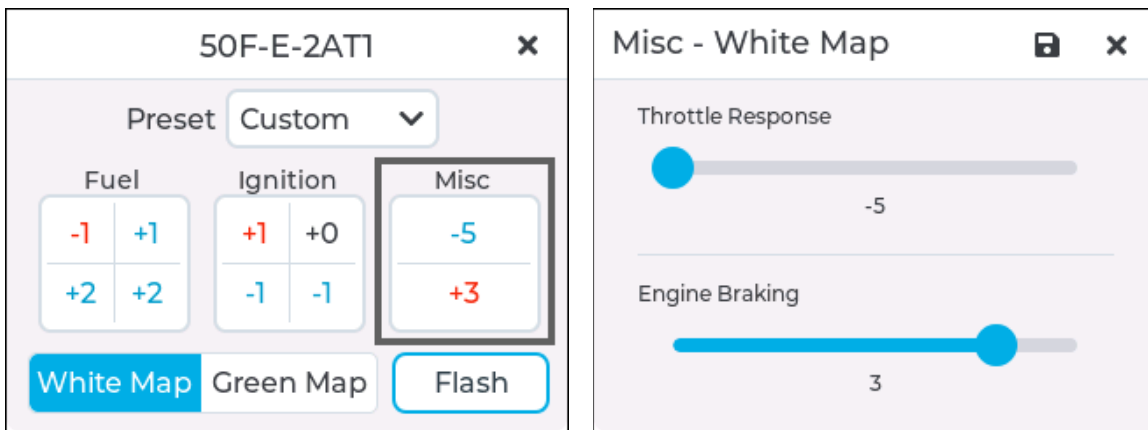 50F-E-2AT1
Preset Custom
Fuel Ignition Misc
-1 +1 +1 +0 -5
+2 +2 -1 -1 +3
White Map Green Map Flash
Misc - White Map
Throttle Response
-5
Engine Braking
3